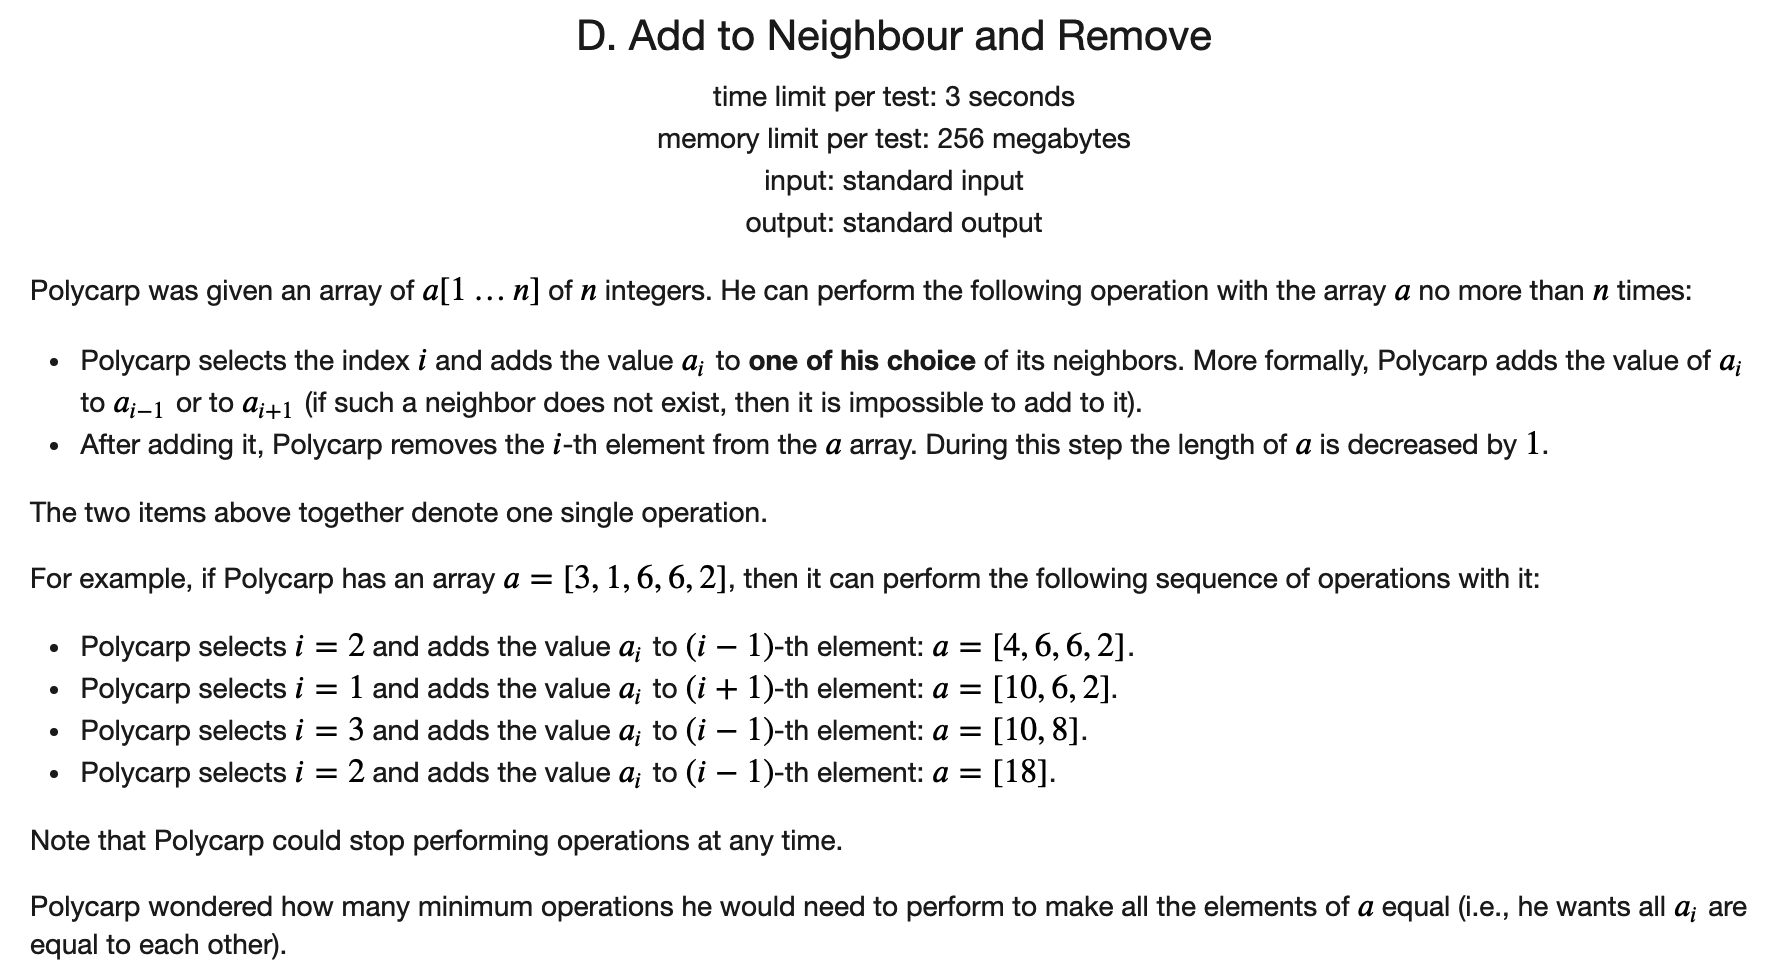 D. Add to Neighbour and Remove
time limit per test: 3 seconds
memory limit per test: 256 megabytes
input: standard input
output: standard output
Polycarp was given an array of a[1 … n] of n integers. He can perform the following operation with the array a no more than n times:
• Polycarp selects the index i and adds the value a_i to one of his choice of its neighbors. More formally, Polycarp adds the value of a_i
to a_{i−1} or to a_{i+1} (if such a neighbor does not exist, then it is impossible to add to it).
• After adding it, Polycarp removes the i-th element from the a array. During this step the length of a is decreased by 1.
The two items above together denote one single operation.
For example, if Polycarp has an array a = [3, 1, 6, 6, 2], then it can perform the following sequence of operations with it:
• Polycarp selects i = 2 and adds the value a_i to (i − 1)-th element: a = [4, 6, 6, 2].
• Polycarp selects i = 1 and adds the value a_i to (i + 1)-th element: a = [10, 6, 2].
• Polycarp selects i = 3 and adds the value a_i to (i − 1)-th element: a = [10, 8].
• Polycarp selects i = 2 and adds the value a_i to (i − 1)-th element: a = [18].
Note that Polycarp could stop performing operations at any time.
Polycarp wondered how many minimum operations he would need to perform to make all the elements of a equal (i.e., he wants all a_i are
equal to each other).